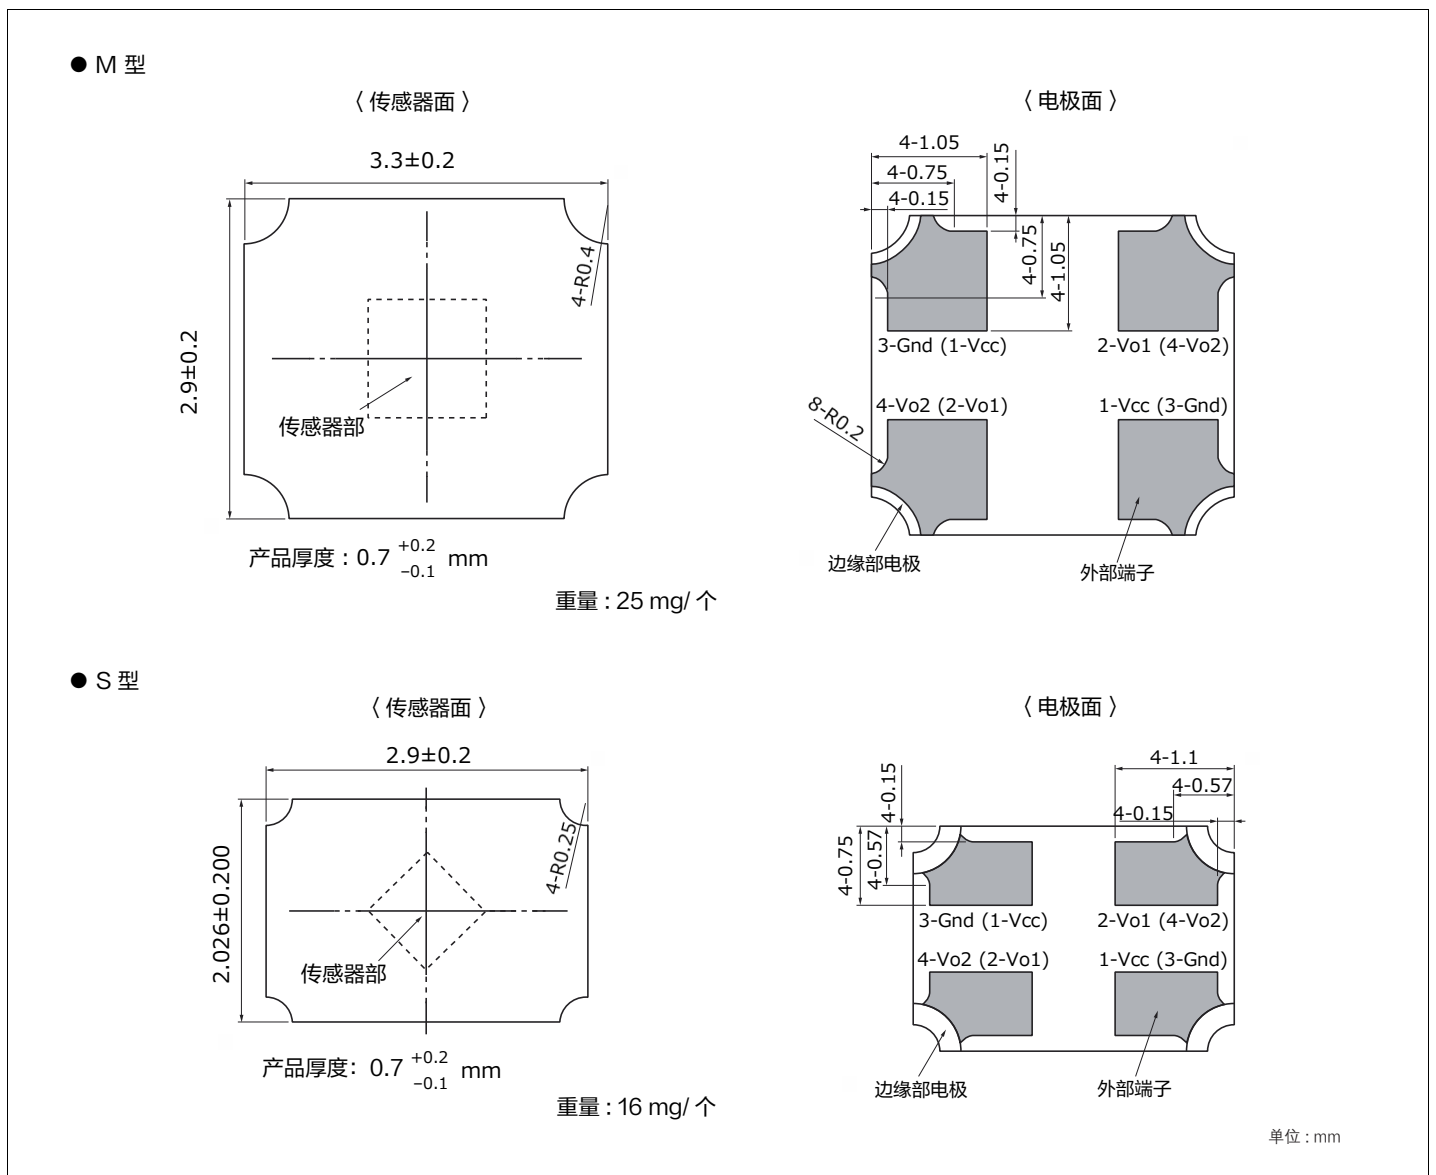 ● M 型
〈 传感器面 〉
〈 电极面 〉
3.3±0.2
2.9±0.2
4-R0.4
传感器部
产品厚度 : 0.7 +0.2 −0.1 mm
重量 : 25 mg/ 个
4-1.05
4-0.75
4-0.15
4-0.15
4-0.75
4-1.05
3-Gnd (1-Vcc)
2-Vo1 (4-Vo2)
4-Vo2 (2-Vo1)
1-Vcc (3-Gnd)
8-R0.2
边缘部电极
外部端子
● S 型
〈 传感器面 〉
〈 电极面 〉
2.9±0.2
2.026±0.200
4-R0.25
传感器部
产品厚度: 0.7 +0.2 −0.1 mm
重量 : 16 mg/ 个
4-1.1
4-0.57
4-0.15
4-0.15
4-0.57
4-0.75
3-Gnd (1-Vcc)
2-Vo1 (4-Vo2)
4-Vo2 (2-Vo1)
1-Vcc (3-Gnd)
边缘部电极
外部端子
单位 : mm